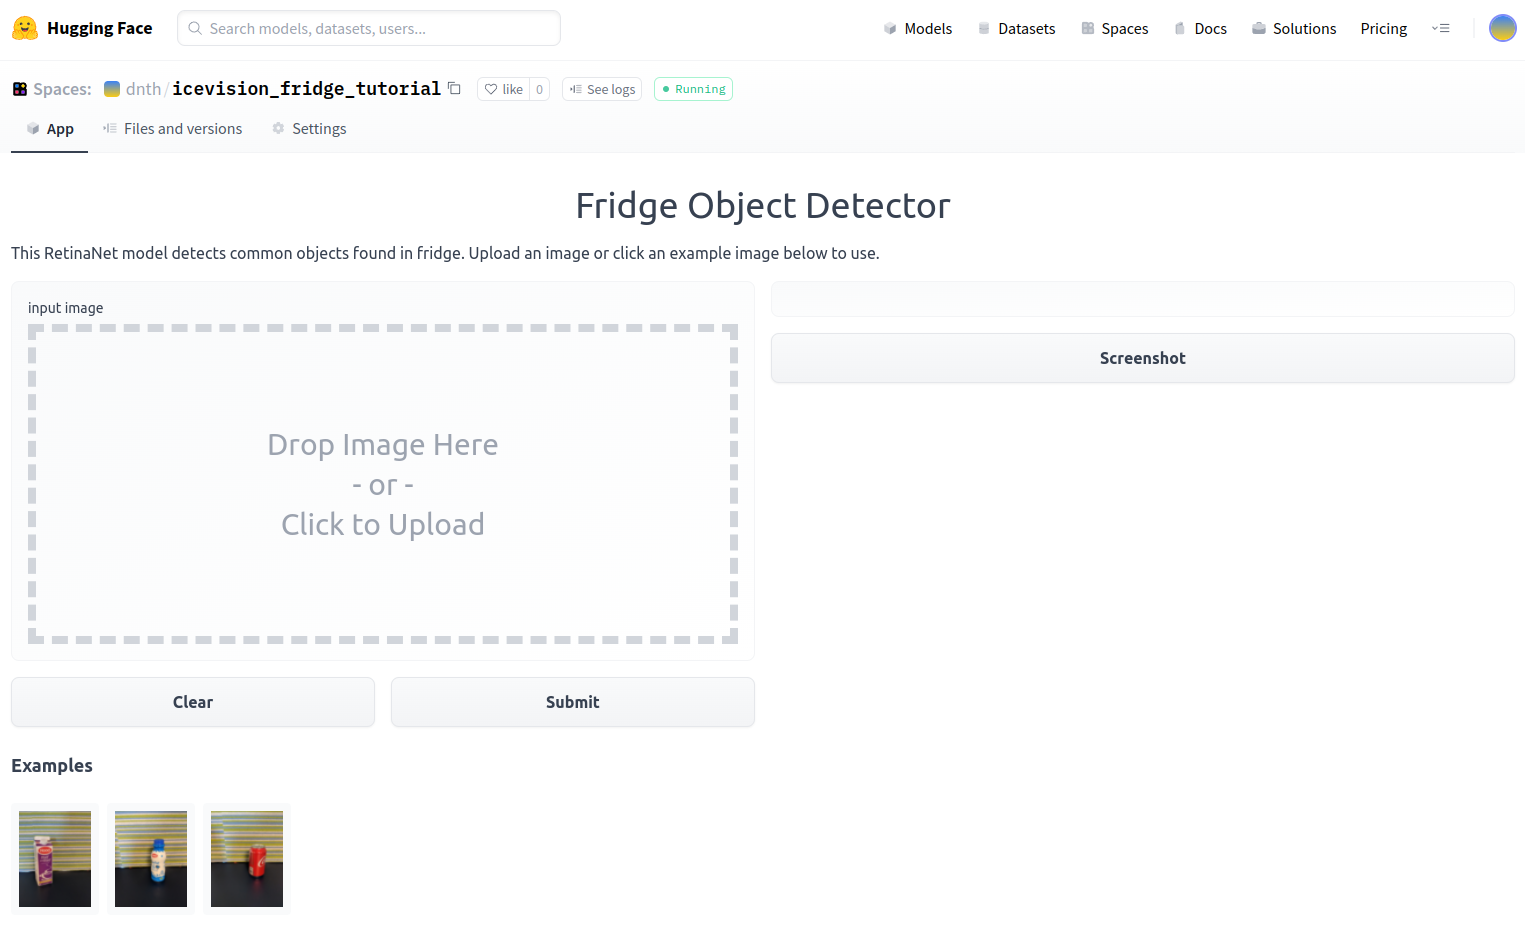 Hugging Face
Search models, datasets, users...
Models
Datasets
Spaces
Docs
Solutions
Pricing
Spaces:
dnth/icevision_fridge_tutorial
like
0
See logs
Running
App
Files and versions
Settings
Fridge Object Detector
This RetinaNet model detects common objects found in fridge. Upload an image or click an example image below to use.
input image
Drop Image Here
- or -
Click to Upload
Screenshot
Clear
Submit
Examples